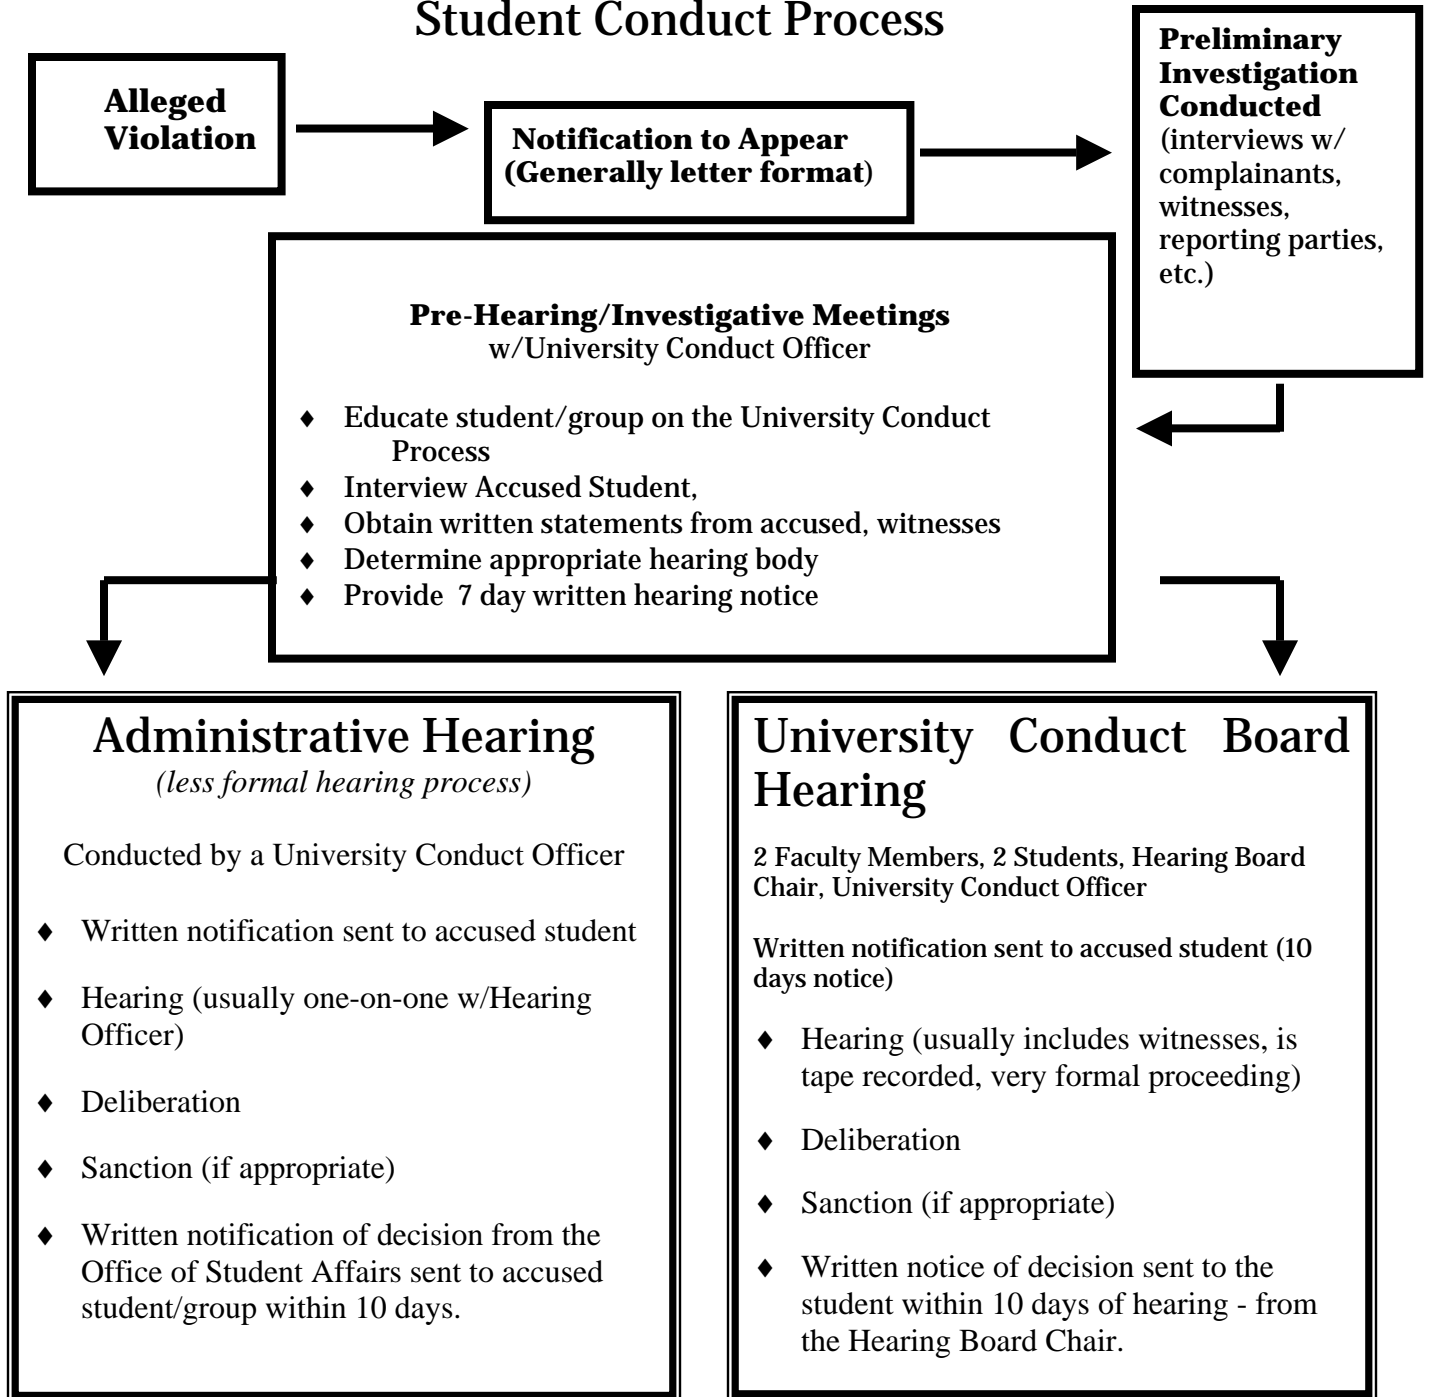 Student Conduct Process
Alleged
Violation
Notification to Appear
(Generally letter format)
Preliminary
Investigation
Conducted
(interviews w/
complainants,
witnesses,
reporting parties,
etc.)
Pre-Hearing/Investigative Meetings
w/University Conduct Officer
♦ Educate student/group on the University Conduct
Process
♦ Interview Accused Student,
♦ Obtain written statements from accused, witnesses
♦ Determine appropriate hearing body
♦ Provide 7 day written hearing notice
Administrative Hearing
(less formal hearing process)
Conducted by a University Conduct Officer
♦ Written notification sent to accused student
♦ Hearing (usually one-on-one w/Hearing
Officer)
♦ Deliberation
♦ Sanction (if appropriate)
♦ Written notification of decision from the
Office of Student Affairs sent to accused
student/group within 10 days.
University Conduct Board
Hearing
2 Faculty Members, 2 Students, Hearing Board
Chair, University Conduct Officer
Written notification sent to accused student (10
days notice)
♦ Hearing (usually includes witnesses, is
tape recorded, very formal proceeding)
♦ Deliberation
♦ Sanction (if appropriate)
♦ Written notice of decision sent to the
student within 10 days of hearing - from
the Hearing Board Chair.